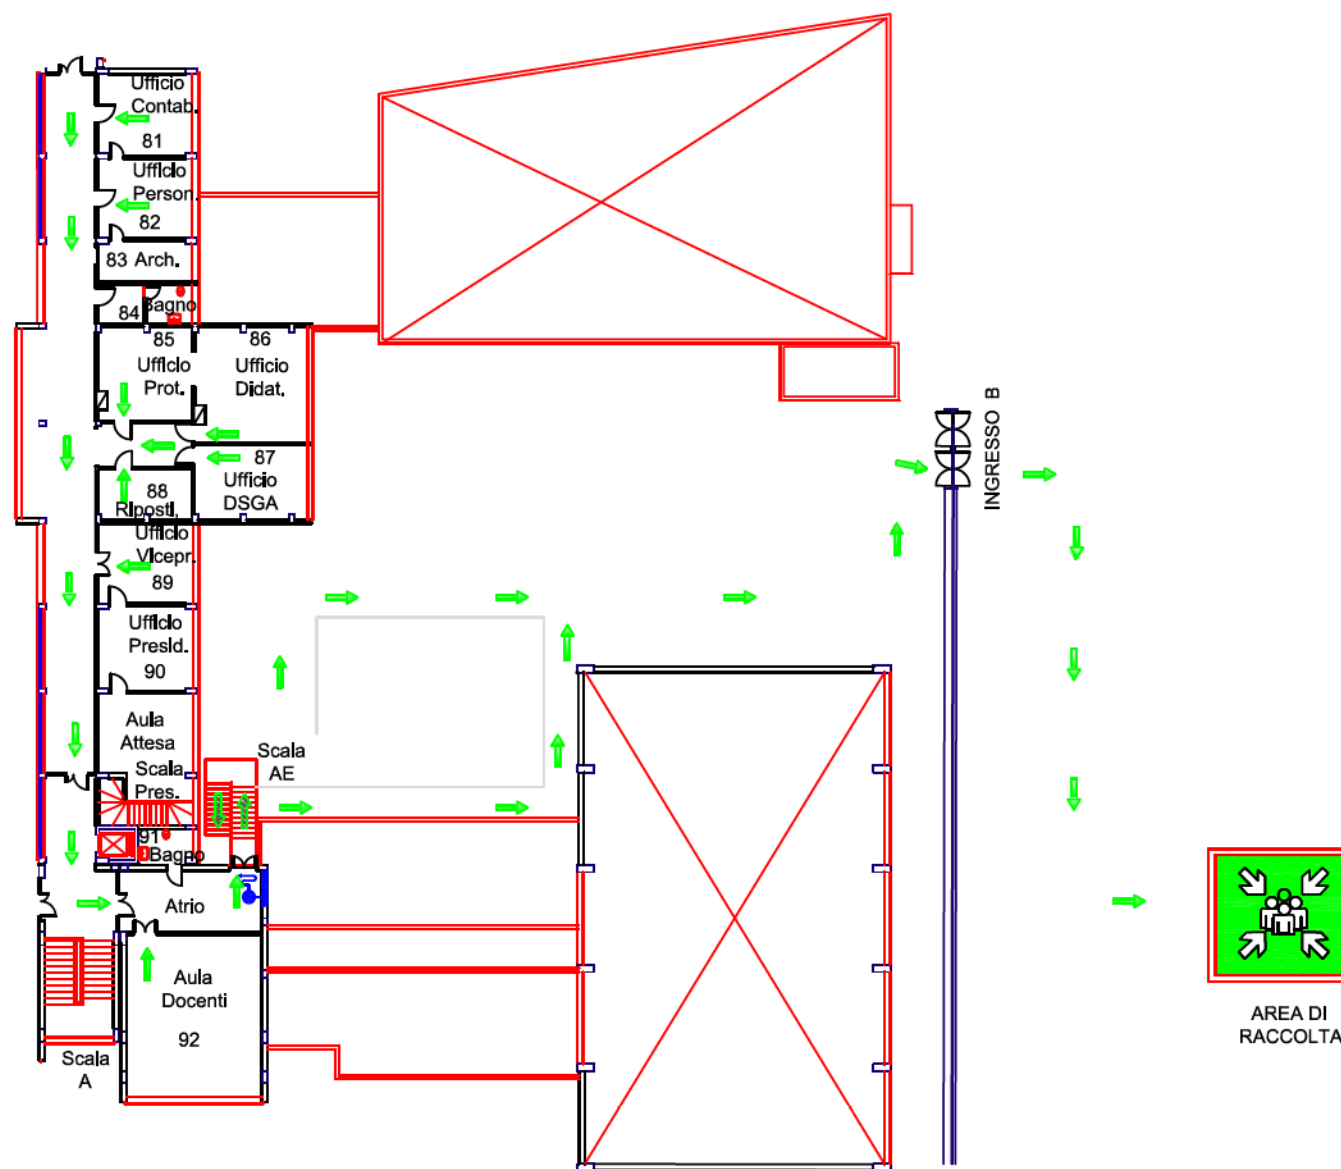 Ufficio
Contab.
81
Ufficio
Person.
82
83 Arch.
84
Bagno
85
Ufficio
Prot.
86
Ufficio
Didat.
87
Ufficio
DSGA
88
Riposti.
Ufficio
Vicepr.
89
Ufficio
Presid.
90
Aula
Attesa
Scala
Pres.
Scala
AE
91
Bagno
Atrio
Aula
Docenti
92
Scala
A
INGRESSO B
AREA DI
RACCOLTA